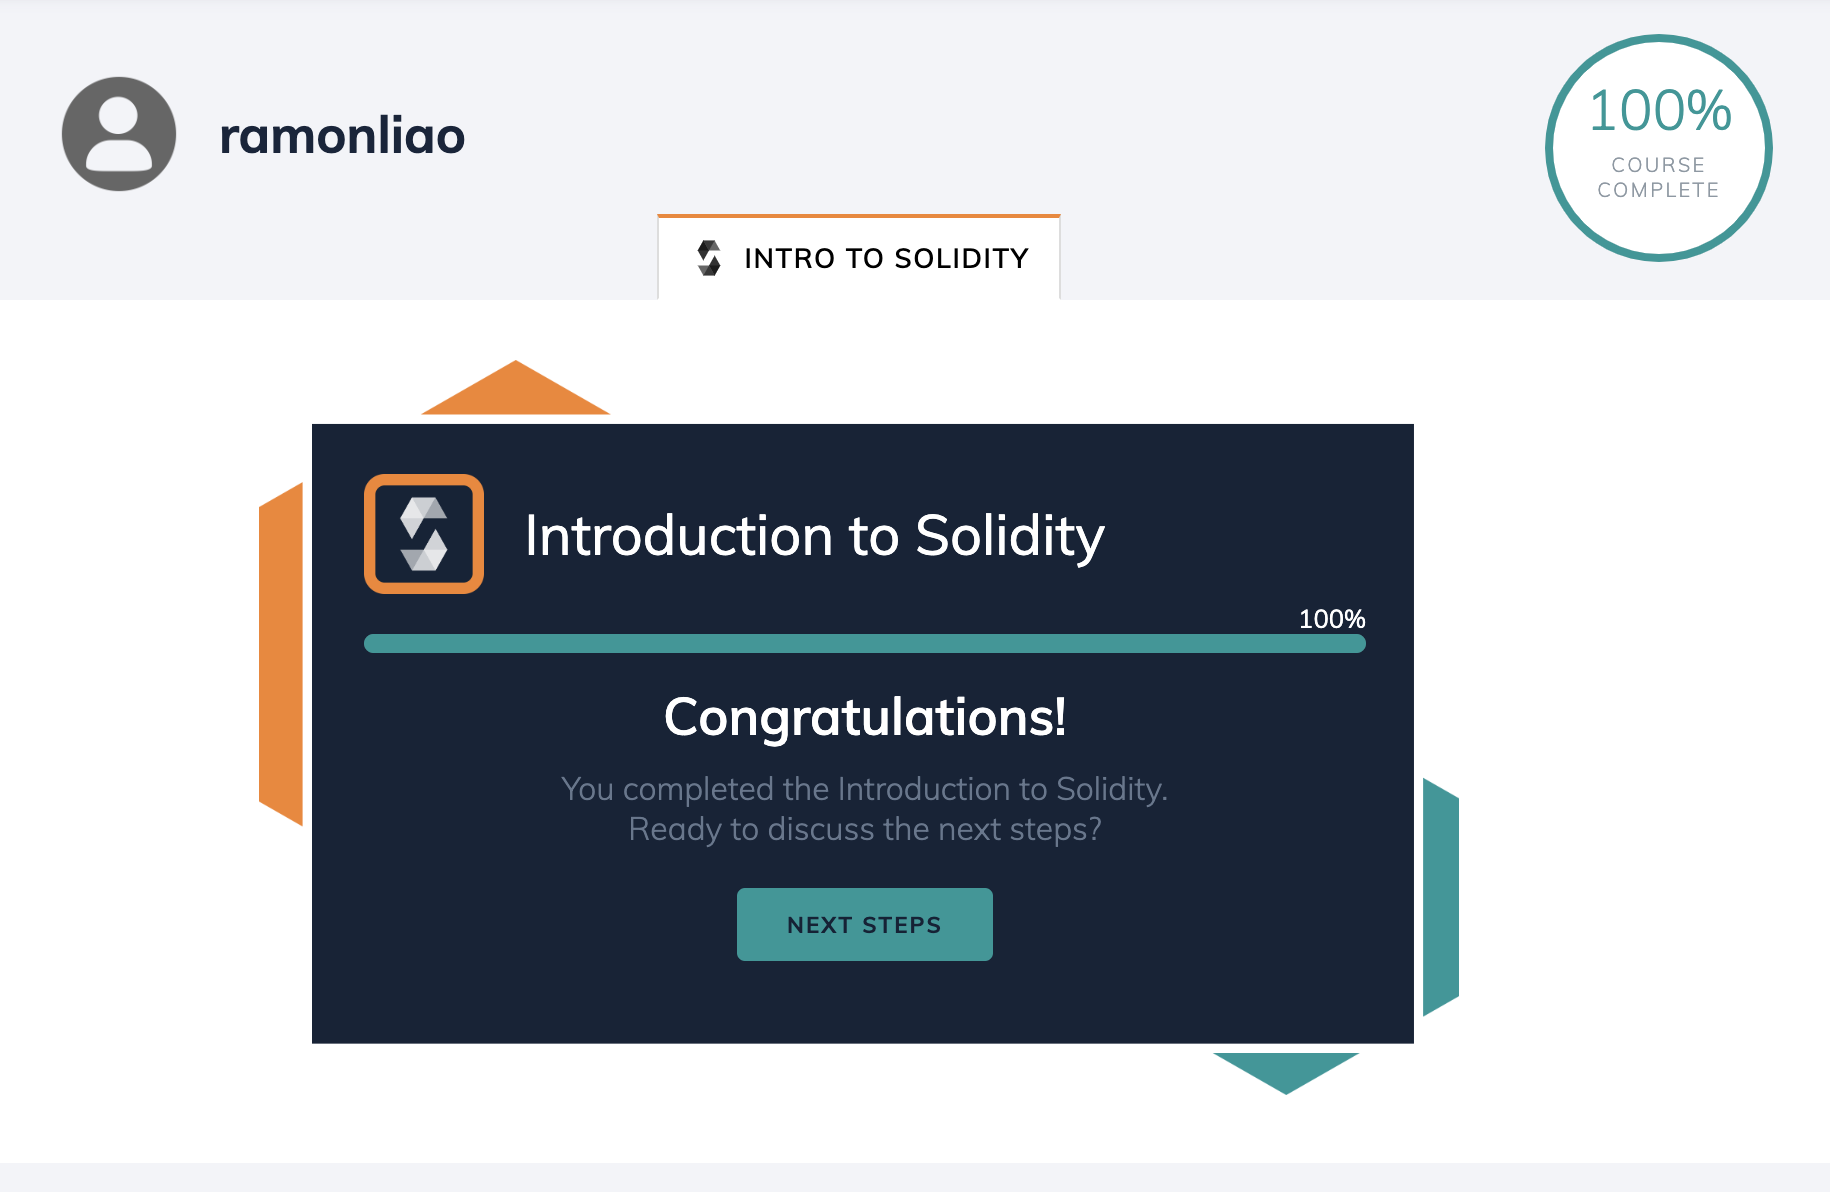 ramonliao
100%
COURSE
COMPLETE
INTRO TO SOLIDITY
Introduction to Solidity
100%
Congratulations!
You completed the Introduction to Solidity.
Ready to discuss the next steps?
NEXT STEPS